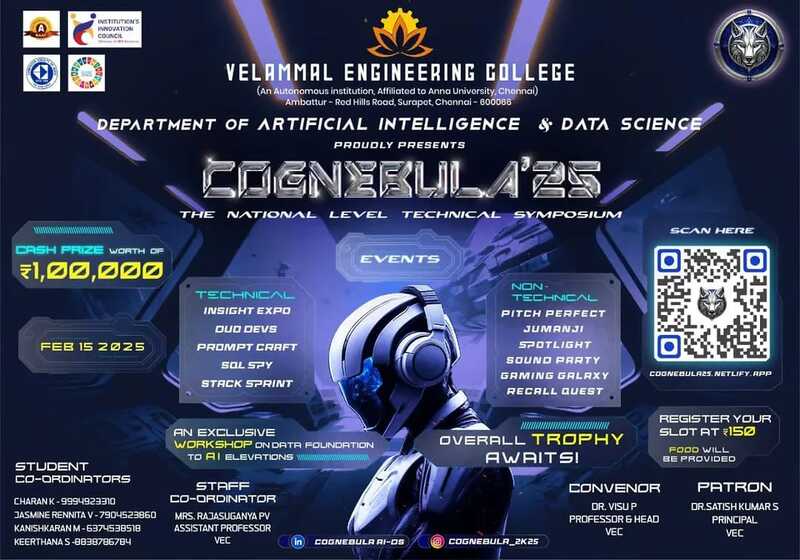 INSTITUTION'S
INNOVATION
COUNCIL
VELAMMAL ENGINEERING COLLEGE
(An Autonomous institution, Affiliated to Anna University, Chennai)
Ambattur - Red Hills Road, Surapet, Chennai - 600066
DEPARTMENT OF ARTIFICIAL INTELLIGENCE & DATA SCIENCE
PROUDLY PRESENTS
COGNEBULA'25
THE NATIONAL LEVEL TECHNICAL SYMPOSIUM
CASH PRIZE WORTH OF
₹1,00,000
FEB 15 2025
EVENTS
TECHNICAL
INSIGHT EXPO
DUO DEVS
PROMPT CRAFT
SQL SPY
STACK SPRINT
NON-
TECHNICAL
PITCH PERFECT
JUMANJI
SPOTLIGHT
SOUND PARTY
GAMING GALAXY
RECALL QUEST
SCAN HERE
COGNEBULA25.NETLIFY.APP
AN EXCLUSIVE
WORKSHOP ON DATA FOUNDATION
TO AI ELEVATIONS
OVERALL TROPHY
AWAITS!
REGISTER YOUR
SLOT AT ₹150
FOOD WILL
BE PROVIDED
STUDENT
CO-ORDINATORS
CHARAN K - 9994923310
JASMINE RENNITA V - 7904523860
KANISHKARAN M - 6374538518
KEERTHANA S -8838786784
STAFF
CO-ORDINATOR
MRS. RAJASUGANYA PV
ASSISTANT PROFESSOR
VEC
CONVENOR
DR. VISU P
PROFESSOR & HEAD
VEC
PATRON
DR.SATISH KUMAR S
PRINCIPAL
VEC
COGNEBULA AI-DS
COGNEBULA_2K25